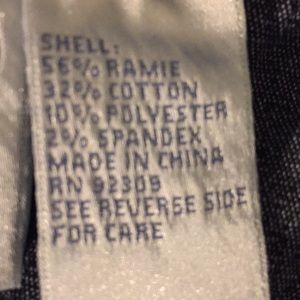 SHELL:
56% RAMIE
32% COTTON
10% POLYESTER
2% SPANDEX
MADE IN CHINA
RN 92309
SEE REVERSE SIDE
FOR CARE